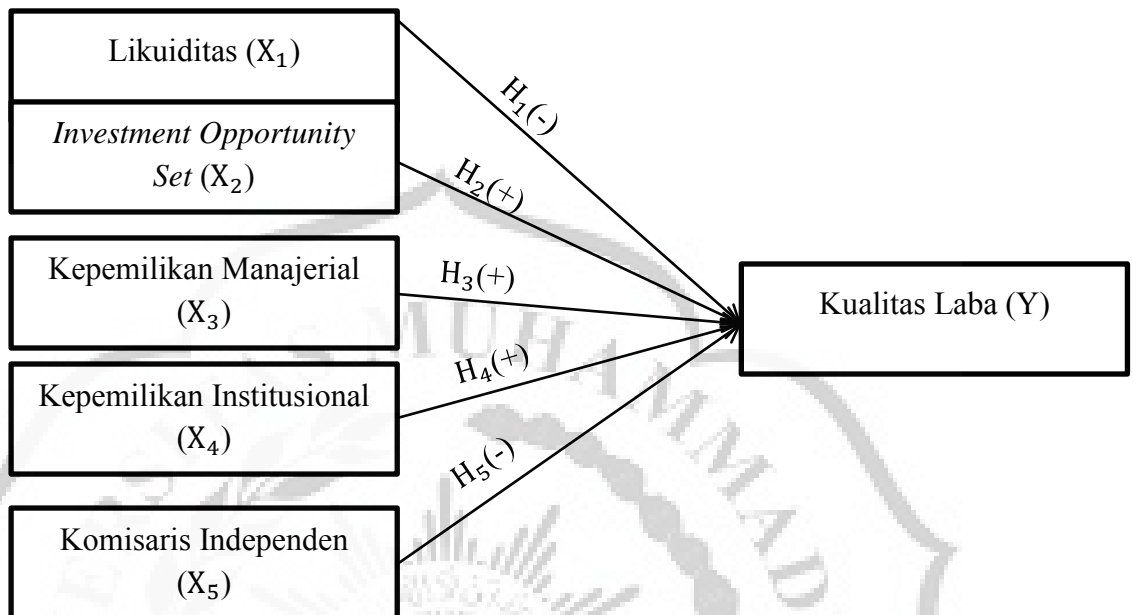 Likuiditas (X₁)
Investment Opportunity
Set (X₂)
Kepemilikan Manajerial
(X₃)
Kepemilikan Institusional
(X₄)
Komisaris Independen
(X₅)
H₁(-)
H₂(+)
H₃(+)
H₄(+)
H₅(-)
Kualitas Laba (Y)